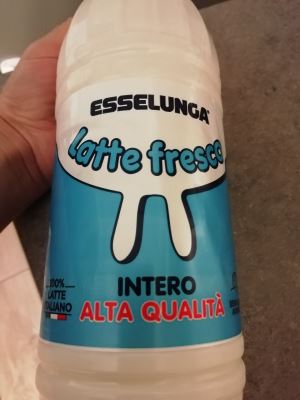 ESSELUNGA
Latte fresco
100%
LATTE
ITALIANO
INTERO
ALTA QUALITÀ